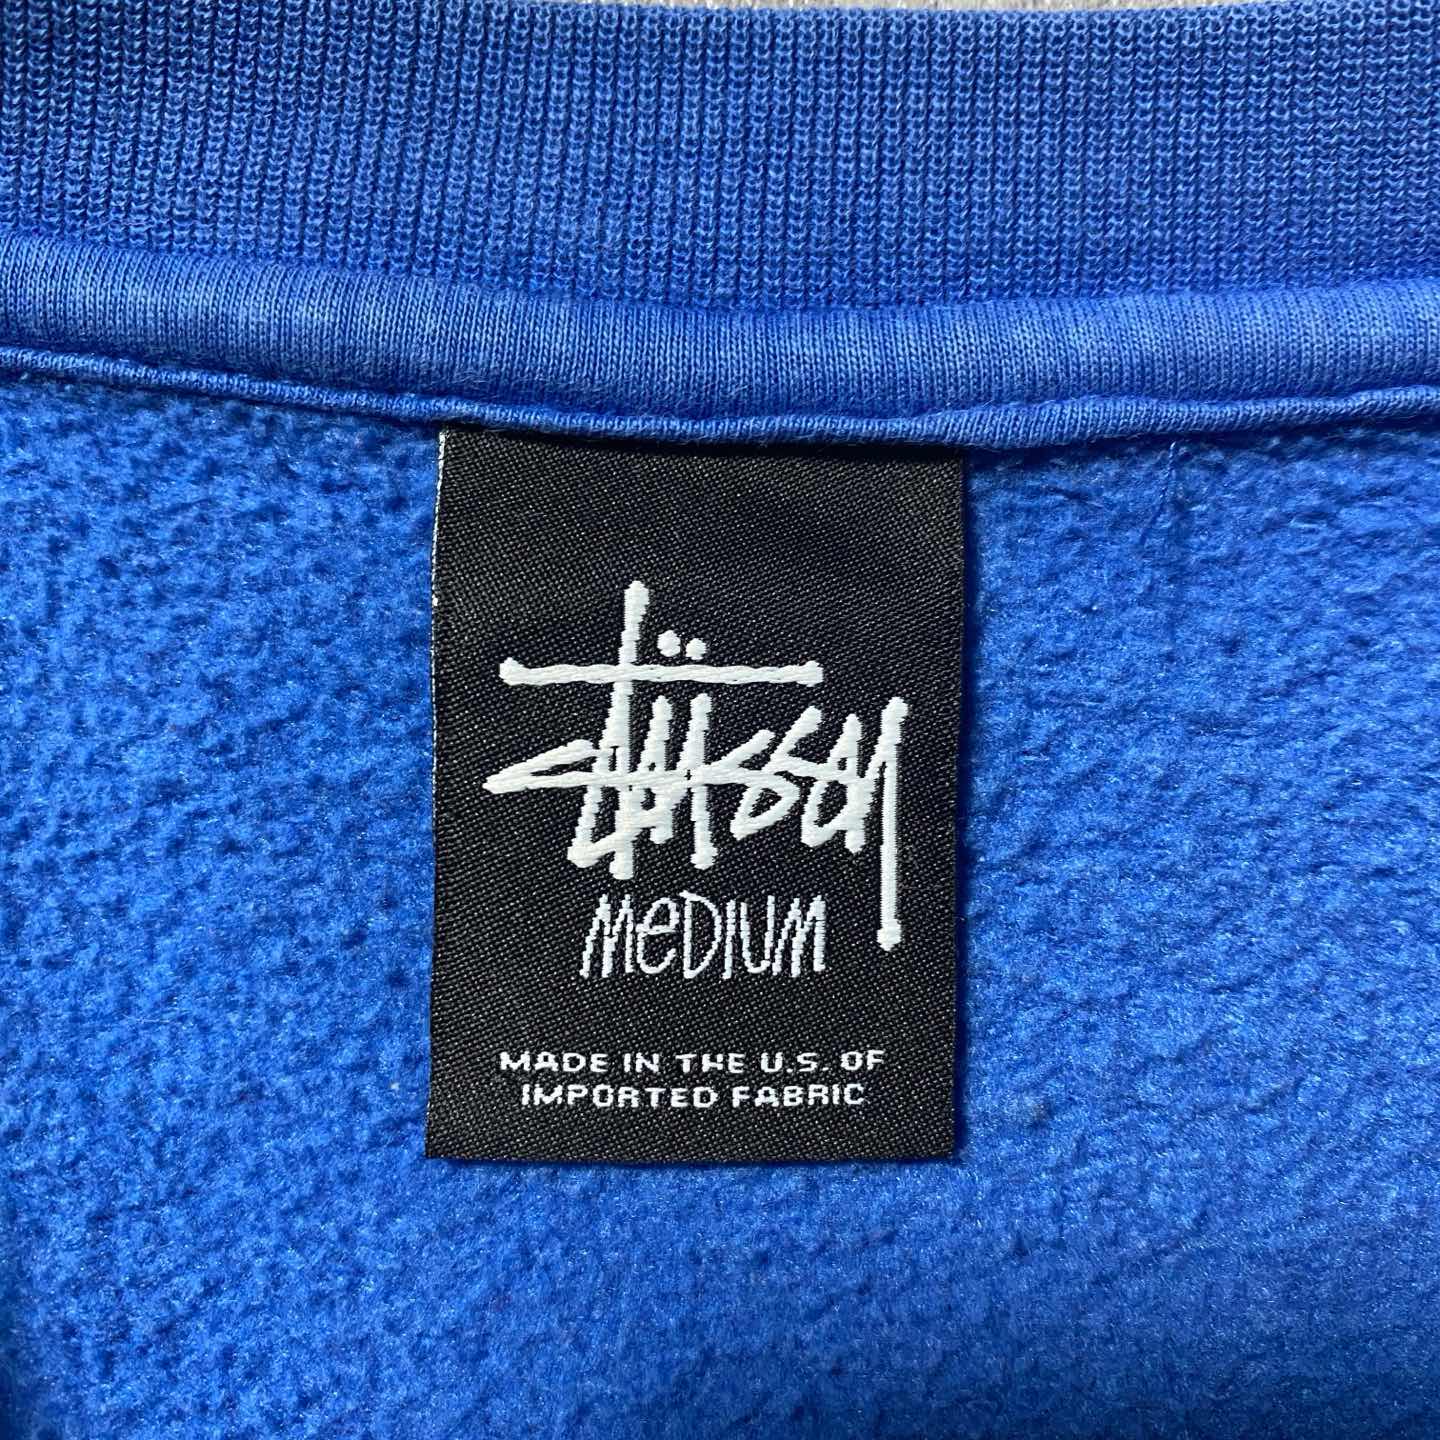 Stüssy
MeDIUM
MADE IN THE U.S. OF
IMPORTED FABRIC